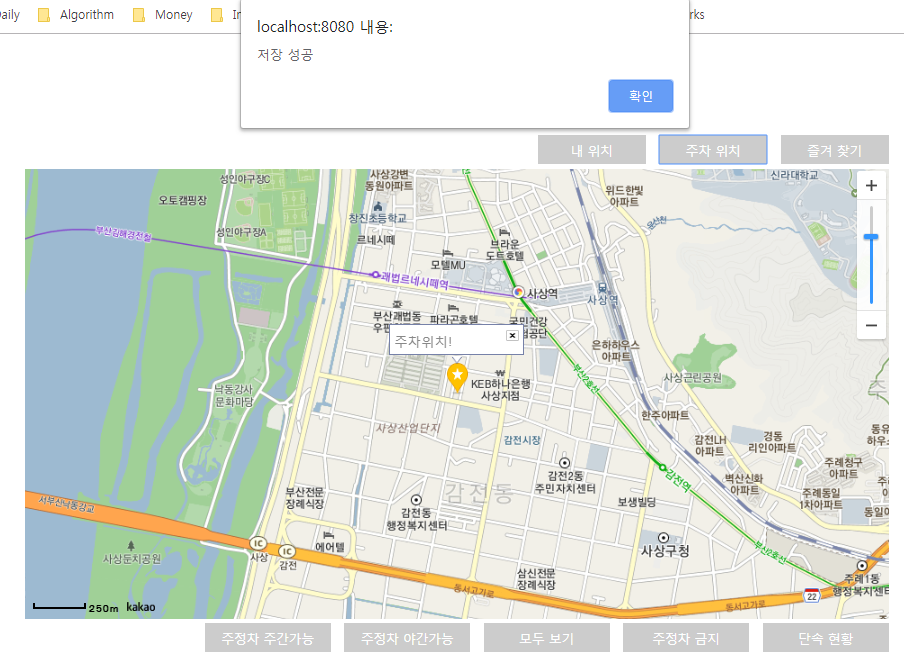 aily
Algorithm
Money
In
rks
localhost:8080 내용:
저장 성공
확인
내 위치
주차 위치
즐겨 찾기
성인야구장C
오토캠핑장
성인야구장A
부산김해경전철
사상강변
동원아파트
창진초등학교
르네시떼
모텔MU
브라운
도트호텔
위드한빛
아파트
운산천
신라대학교
괘법르네시떼역
사상역
사상역
부산괘법동
우편
파라곤호텔
국민건강
험공단
주차위치!
은하하우스
아파트
부산2호선
KEB하나은행
사상지점
사상근린공원
주
낙동강사
문화마당
사상산업단지
감전시장
한주아파트
감전LH
아파트
경동
리인아파트
동유
하우스
감전역
감전2동
주민자치센터
벽산신화
아파트
주례청구
아파트
부산전문
장례식장
감전동
감전동
행정복지센터
보생빌딩
주례동일
1차아파트
동일아
서부산낙동강교
에어텔
사상구청
부산2호선
IC
사상
IC
감전
사상둔치공원
삼신전문
장례식장
동서고가로
동서고가로
22
주례1동
행정복지센터
250m
kakao
주정차 주간가능
주정차 야간가능
모두 보기
주정차 금지
단속 현황